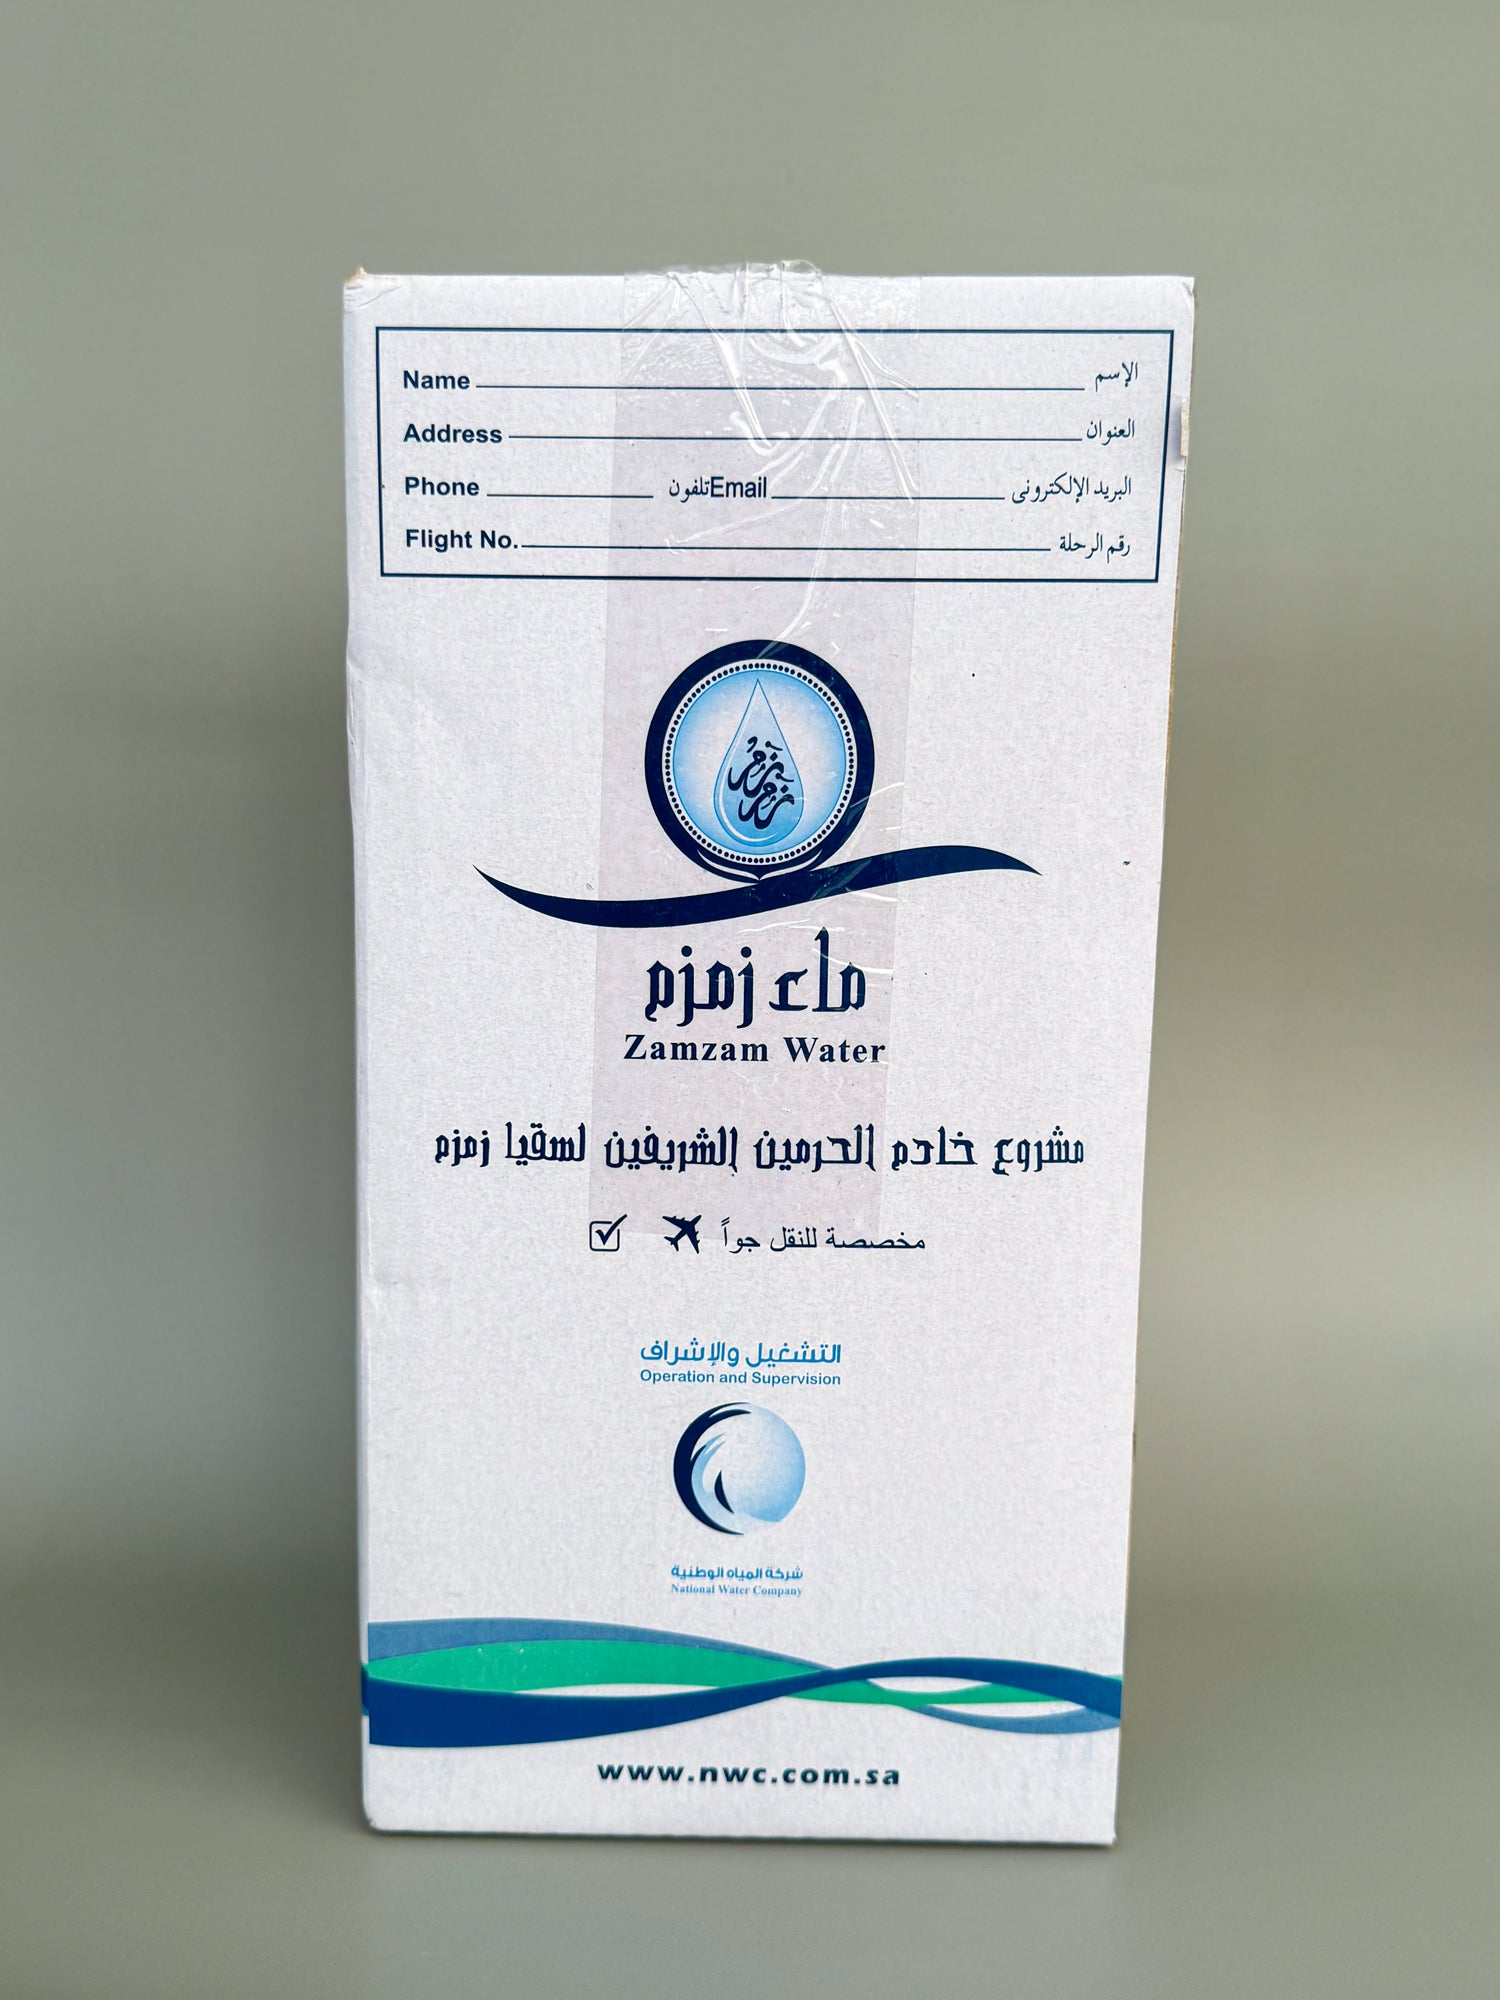 Name الإسم
Address العنوان
Phone تلفون Email البريد الإلكترونى
Flight No. رقم الرحلة
زمزم
زمزم
ماء زمزم
Zamzam Water
مشروع خادم الحرمين الشريفين لسقيا زمزم
مخصصة للنقل جواً
التشغيل والإشراف
Operation and Supervision
شركة المياه الوطنية
National Water Company
www.nwc.com.sa